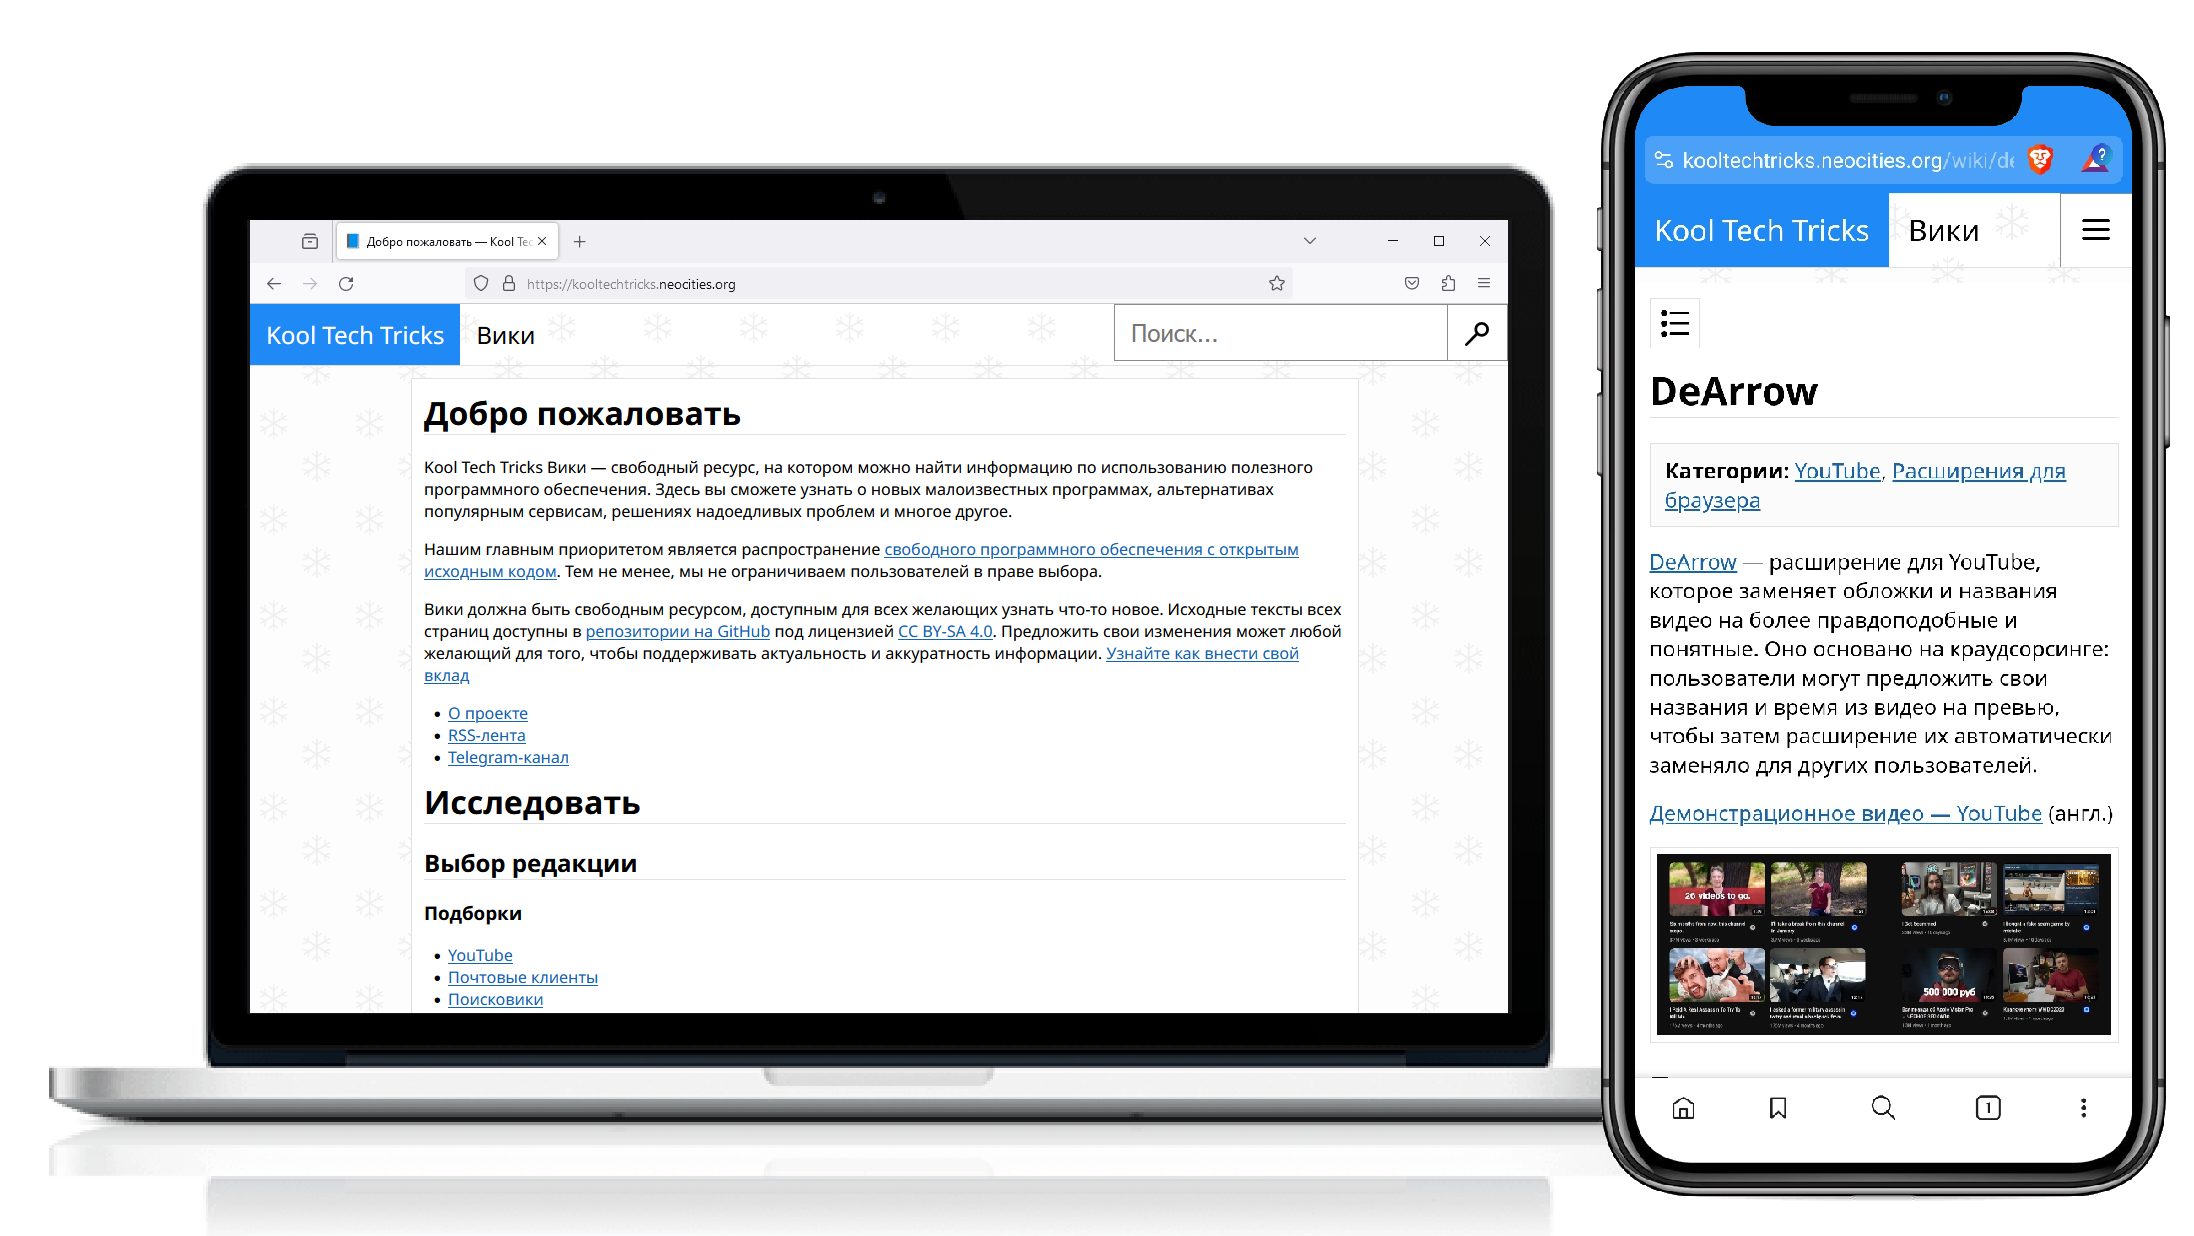 Добро пожаловать — Kool Tec
https://kooltechtricks.neocities.org
Kool Tech Tricks
Вики
Поиск...
Добро пожаловать
Kool Tech Tricks Вики — свободный ресурс, на котором можно найти информацию по использованию полезного
программного обеспечения. Здесь вы сможете узнать о новых малоизвестных программах, альтернативах
популярным сервисам, решениях надоедливых проблем и многое другое.
Нашим главным приоритетом является распространение свободного программного обеспечения с открытым
исходным кодом. Тем не менее, мы не ограничиваем пользователей в праве выбора.
Вики должна быть свободным ресурсом, доступным для всех желающих узнать что-то новое. Исходные тексты всех
страниц доступны в репозитории на GitHub под лицензией CC BY-SA 4.0. Предложить свои изменения может любой
желающий для того, чтобы поддерживать актуальность и аккуратность информации. Узнайте как внести свой
вклад
О проекте
RSS-лента
Telegram-канал
Исследовать
Выбор редакции
Подборки
YouTube
Почтовые клиенты
Поисковики
kooltechtricks.neocities.org/wiki/de
Kool Tech Tricks
Вики
DeArrow
Категории: YouTube, Расширения для
браузера
DeArrow — расширение для YouTube,
которое заменяет обложки и названия
видео на более правдоподобные и
понятные. Оно основано на краудсорсинге:
пользователи могут предложить свои
названия и время из видео на превью,
чтобы затем расширение их автоматически
заменяло для других пользователей.
Демонстрационное видео — YouTube (англ.)
26 videos to go.
500 000 руб
1